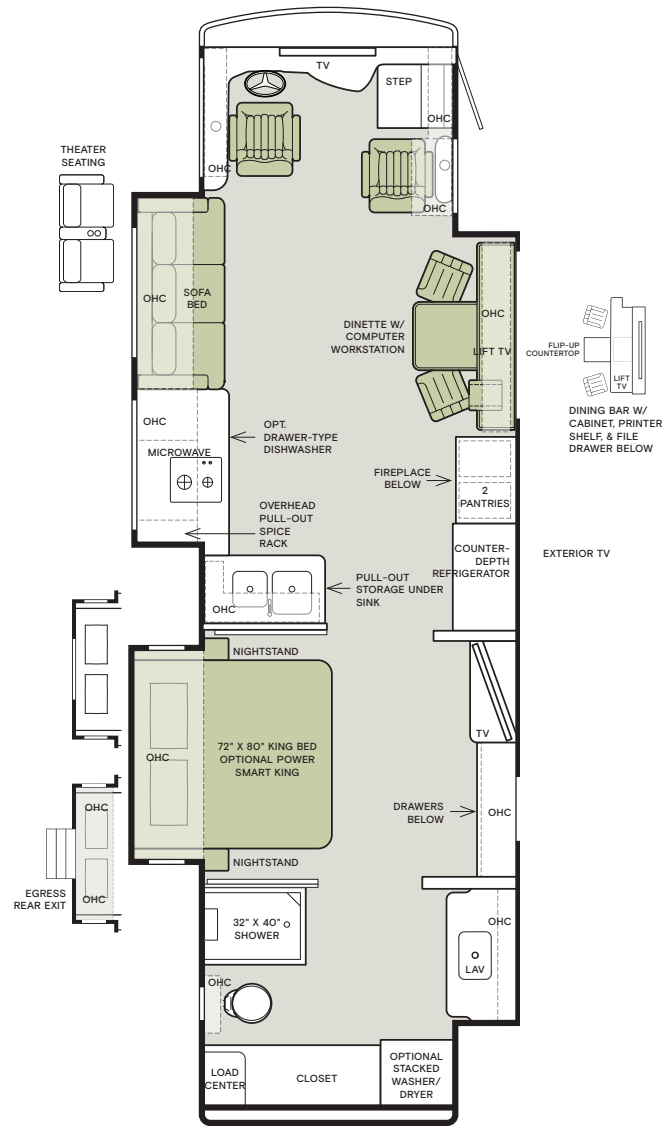 TV
STEP
OHC
OHC
OHC
THEATER
SEATING
OHC
SOFA
BED
DINETTE W/
COMPUTER
WORKSTATION
OHC
LIFT TV
FLIP-UP
COUNTERTOP
LIFT
TV
DINING BAR W/
CABINET, PRINTER
SHELF, & FILE
DRAWER BELOW
OHC
MICROWAVE
OPT.
DRAWER-TYPE
DISHWASHER
FIREPLACE
BELOW
2
PANTRIES
OVERHEAD
PULL-OUT
SPICE
RACK
COUNTER-
DEPTH
REFRIGERATOR
EXTERIOR TV
PULL-OUT
STORAGE UNDER
SINK
OHC
NIGHTSTAND
72" X 80" KING BED
OPTIONAL POWER
SMART KING
OHC
TV
DRAWERS
BELOW
OHC
NIGHTSTAND
OHC
OHC
EGRESS
REAR EXIT
32" X 40"
SHOWER
OHC
LAV
OHC
LOAD
CENTER
CLOSET
OPTIONAL
STACKED
WASHER/
DRYER